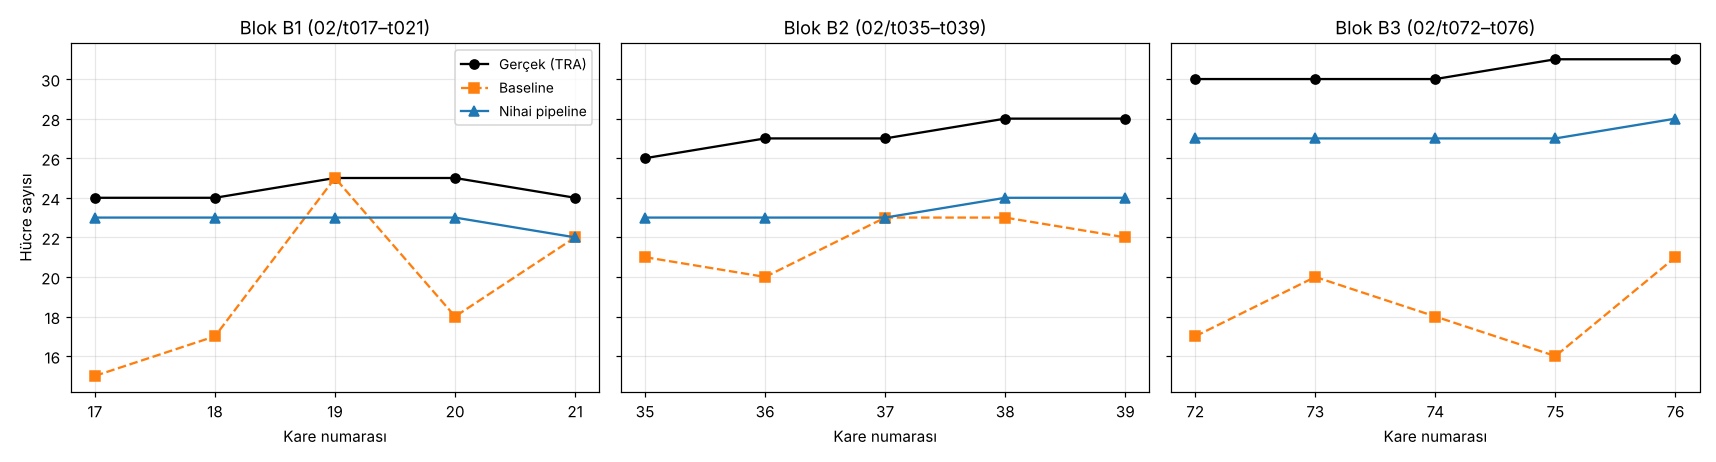 Blok B1 (02/t017–t021)
Gerçek (TRA)
Baseline
Nihai pipeline
Hücre sayısı
30
28
26
24
22
20
18
16
17 18 19 20 21
Kare numarası
Blok B2 (02/t035–t039)
35 36 37 38 39
Kare numarası
Blok B3 (02/t072–t076)
72 73 74 75 76
Kare numarası